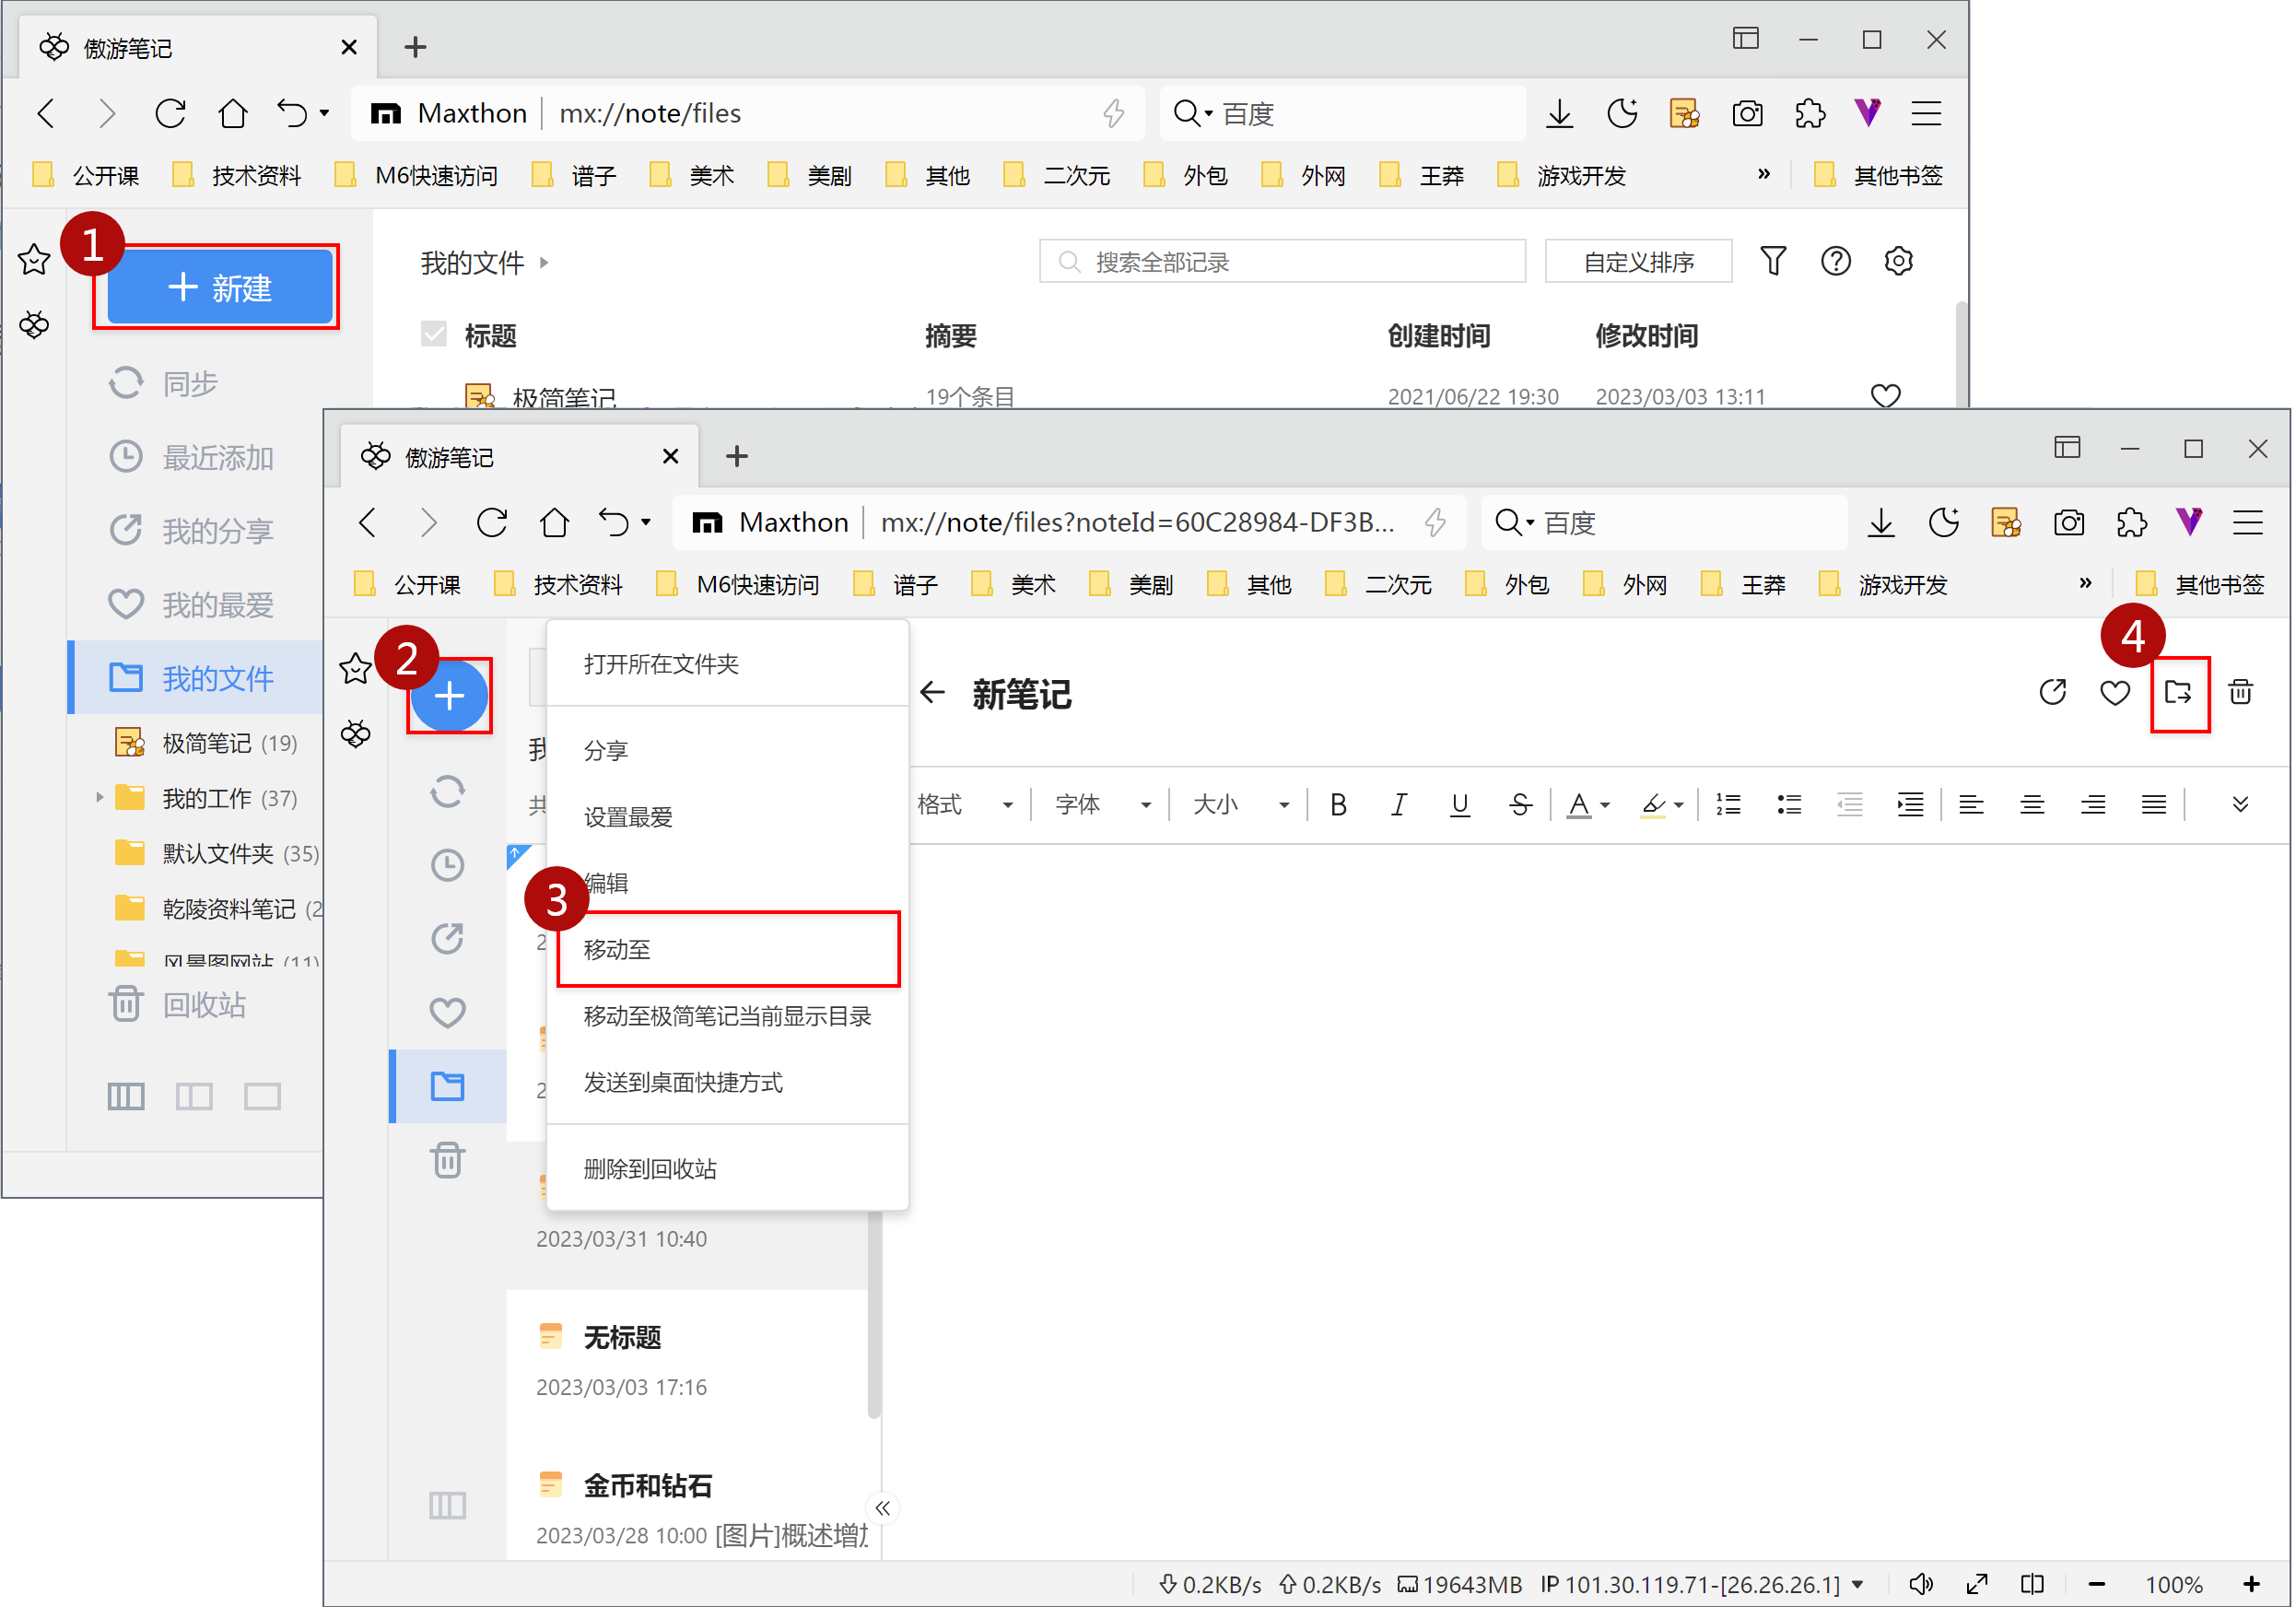 傲游笔记
Maxthon mx://note/files 百度
公开课 技术资料 M6快速访问 谱子 美术 美剧 其他 二次元 外包 外网 王莽 游戏开发 » 其他书签
1
新建
我的文件
搜索全部记录 自定义排序
标题 摘要 创建时间 修改时间
极简笔记 19个条目 2021/06/22 19:30 2023/03/03 13:11
同步
最近添加
我的分享
我的最爱
我的文件
极简笔记 (19)
我的工作 (37)
默认文件夹 (35)
乾陵资料笔记 (2
风景图网站 (11)
回收站
傲游笔记
Maxthon mx://note/files?noteId=60C28984-DF3B... 百度
公开课 技术资料 M6快速访问 谱子 美术 美剧 其他 二次元 外包 外网 王莽 游戏开发 » 其他书签
2
4
新笔记
格式 字体 大小 B I U S A
我
共
2
2
打开所在文件夹
分享
设置最爱
编辑
3
移动至
移动至极简笔记当前显示目录
发送到桌面快捷方式
删除到回收站
2023/03/31 10:40
无标题
2023/03/03 17:16
金币和钻石
2023/03/28 10:00 [图片]概述增加
0.2KB/s 0.2KB/s 19643MB IP 101.30.119.71-[26.26.26.1] 100%